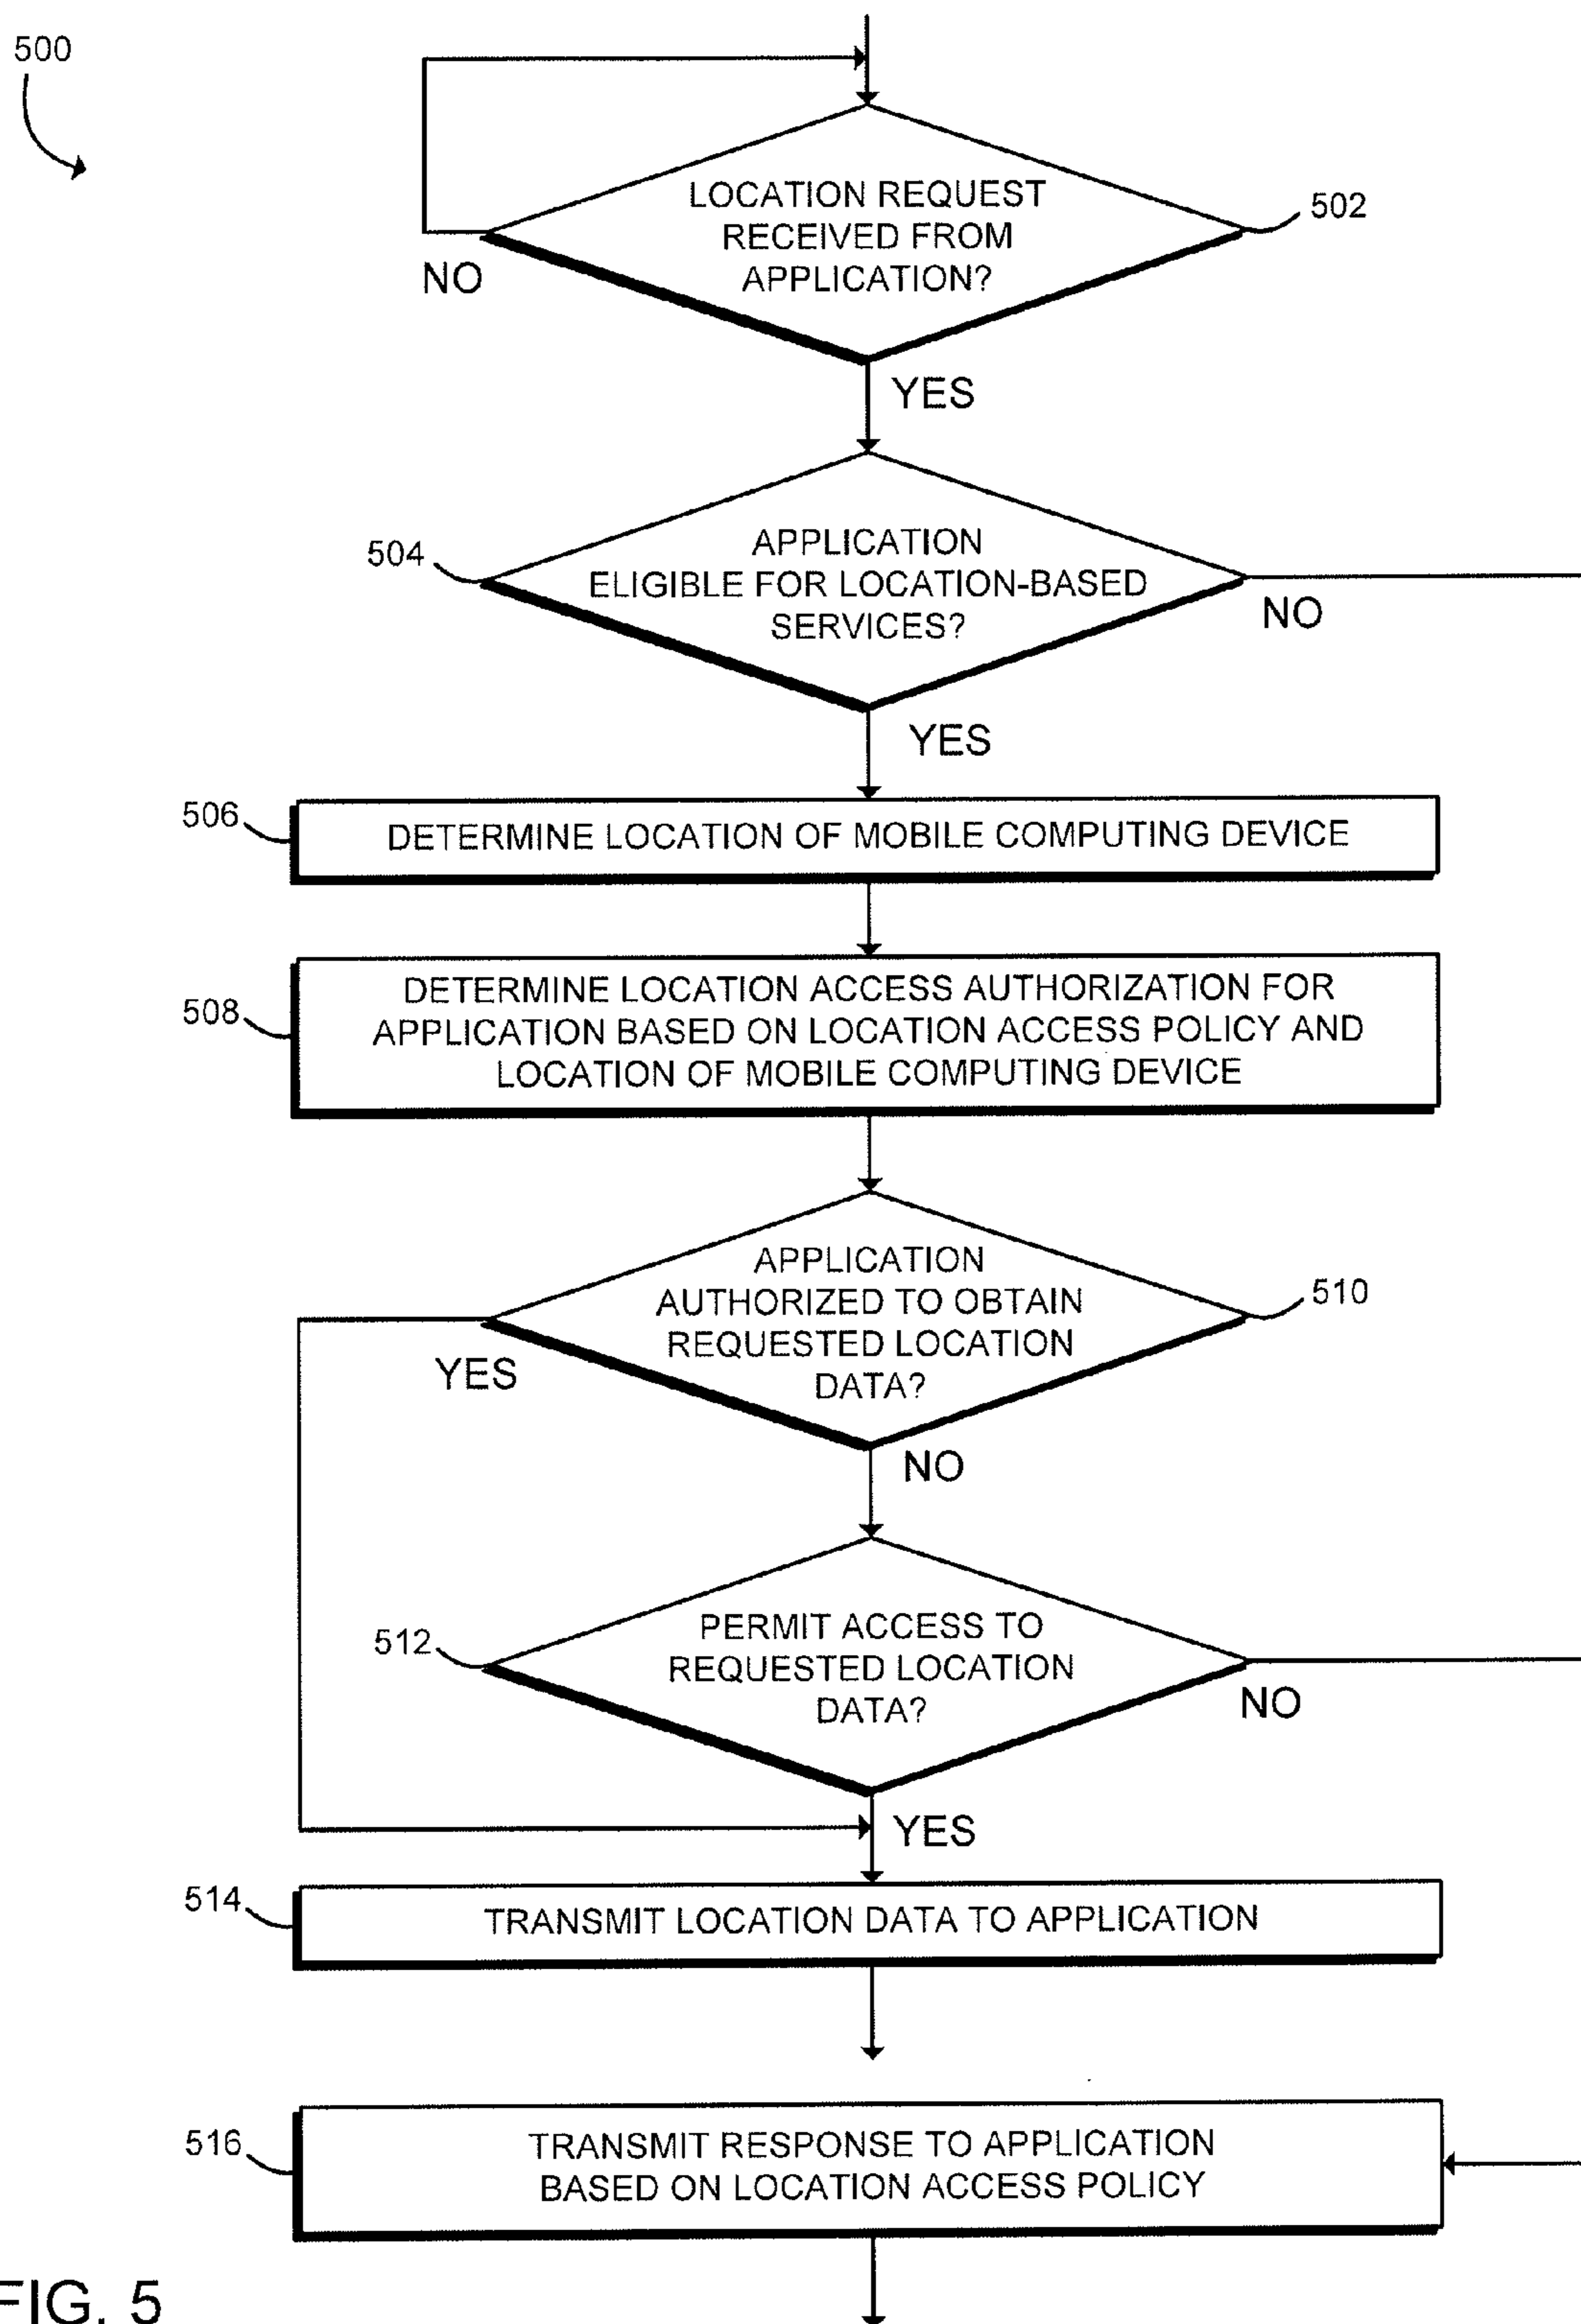 500
LOCATION REQUEST
RECEIVED FROM
APPLICATION?
502
NO
YES
504
APPLICATION
ELIGIBLE FOR LOCATION-BASED
SERVICES?
NO
YES
506
DETERMINE LOCATION OF MOBILE COMPUTING DEVICE
508
DETERMINE LOCATION ACCESS AUTHORIZATION FOR
APPLICATION BASED ON LOCATION ACCESS POLICY AND
LOCATION OF MOBILE COMPUTING DEVICE
APPLICATION
AUTHORIZED TO OBTAIN
REQUESTED LOCATION
DATA?
510
YES
NO
512
PERMIT ACCESS TO
REQUESTED LOCATION
DATA?
NO
YES
514
TRANSMIT LOCATION DATA TO APPLICATION
516
TRANSMIT RESPONSE TO APPLICATION
BASED ON LOCATION ACCESS POLICY
FIG. 5